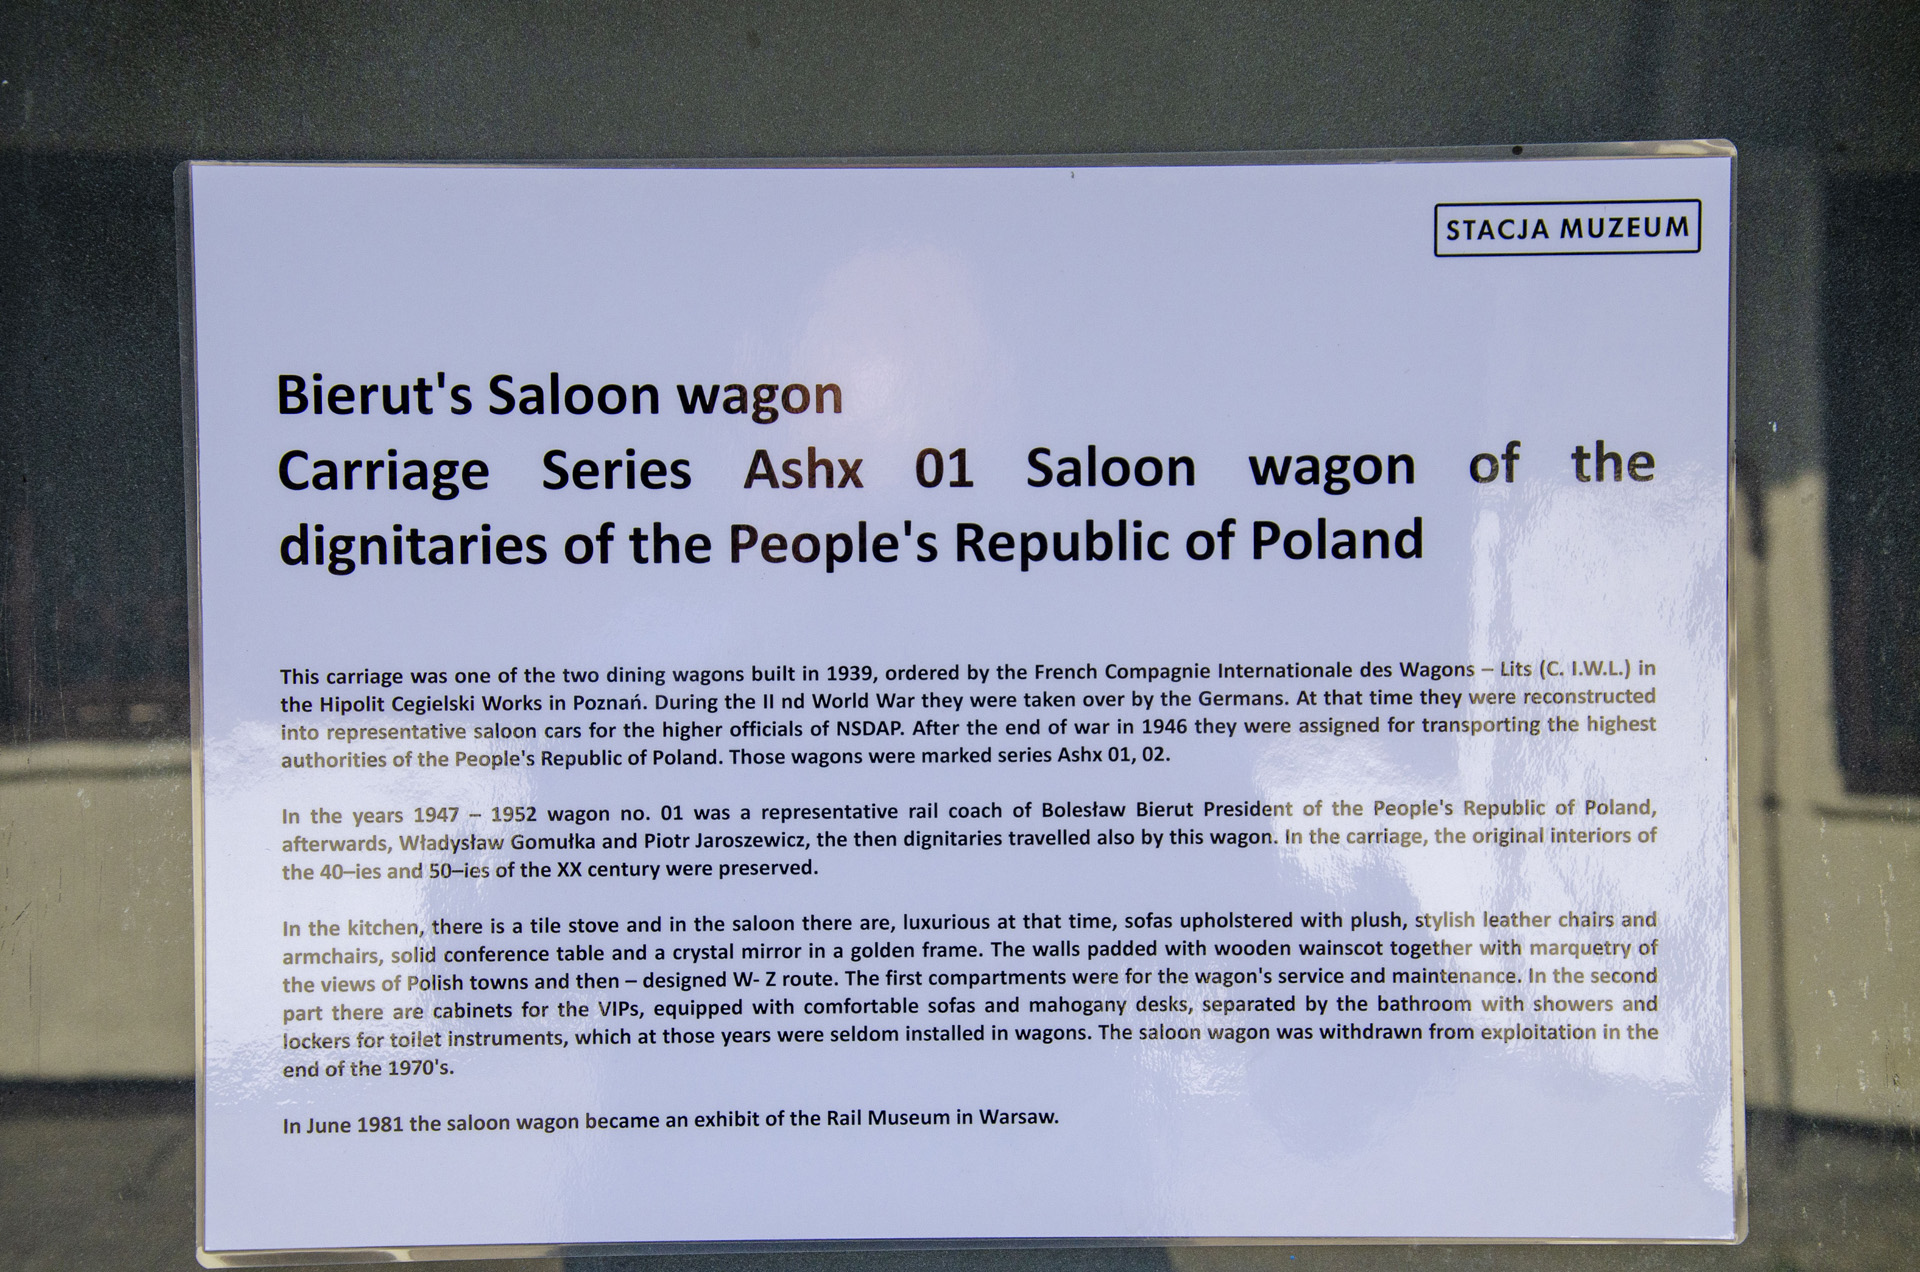 STACJA MUZEUM
Bierut's Saloon wagon
Carriage Series Ashx 01 Saloon wagon of the
dignitaries of the People's Republic of Poland
This carriage was one of the two dining wagons built in 1939, ordered by the French Compagnie Internationale des Wagons – Lits (C. I.W.L.) in
the Hipolit Cegielski Works in Poznań. During the II nd World War they were taken over by the Germans. At that time they were reconstructed
into representative saloon cars for the higher officials of NSDAP. After the end of war in 1946 they were assigned for transporting the highest
authorities of the People's Republic of Poland. Those wagons were marked series Ashx 01, 02.
In the years 1947 – 1952 wagon no. 01 was a representative rail coach of Bolesław Bierut President of the People's Republic of Poland,
afterwards, Władysław Gomułka and Piotr Jaroszewicz, the then dignitaries travelled also by this wagon. In the carriage, the original interiors of
the 40–ies and 50–ies of the XX century were preserved.
In the kitchen, there is a tile stove and in the saloon there are, luxurious at that time, sofas upholstered with plush, stylish leather chairs and
armchairs, solid conference table and a crystal mirror in a golden frame. The walls padded with wooden wainscot together with marquetry of
the views of Polish towns and then – designed W- Z route. The first compartments were for the wagon's service and maintenance. In the second
part there are cabinets for the VIPs, equipped with comfortable sofas and mahogany desks, separated by the bathroom with showers and
lockers for toilet instruments, which at those years were seldom installed in wagons. The saloon wagon was withdrawn from exploitation in the
end of the 1970's.
In June 1981 the saloon wagon became an exhibit of the Rail Museum in Warsaw.